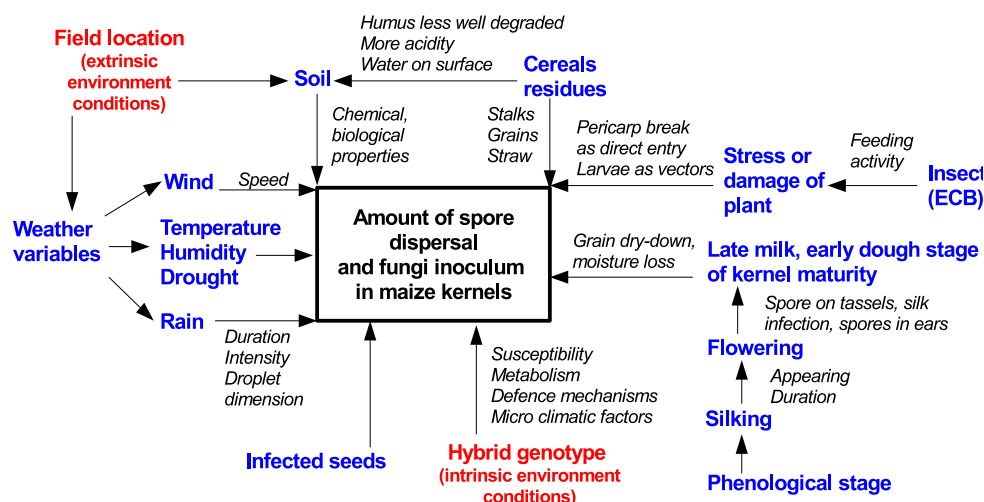 Field location
(extrinsic
environment
conditions)
Humus less well degraded
More acidity
Water on surface
Soil
Cereals
residues
Chemical,
biological
properties
Stalks
Grains
Straw
Pericarp break
as direct entry
Larvae as vectors
Stress or
damage of
plant
Feeding
activity
Insect
(ECB)
Wind
Speed
Weather
variables
Temperature
Humidity
Drought
Amount of spore
dispersal
and fungi inoculum
in maize kernels
Grain dry-down,
moisture loss
Late milk, early dough stage
of kernel maturity
Rain
Duration
Intensity
Droplet
dimension
Spore on tassels, silk
infection, spores in ears
Flowering
Susceptibility
Metabolism
Defence mechanisms
Micro climatic factors
Appearing
Duration
Silking
Infected seeds
Hybrid genotype
(intrinsic environment
conditions)
Phenological stage